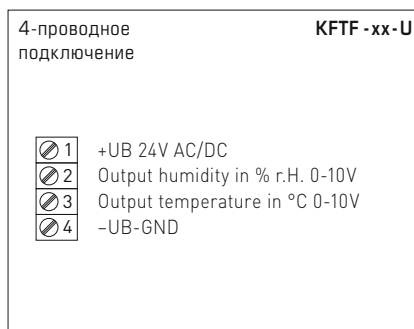 4-проводное подключение
KFTF - xx - U
1 +UB 24V AC/DC
2 Output humidity in % r.H. 0-10V
3 Output temperature in °C 0-10V
4 –UB-GND